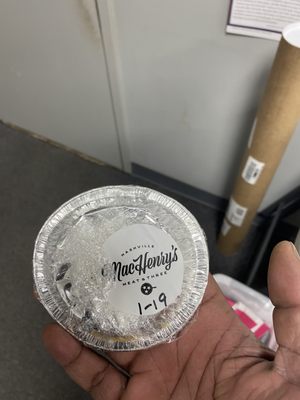 NASHVILLE
MacHenry's
MEAT & THREE
1-19